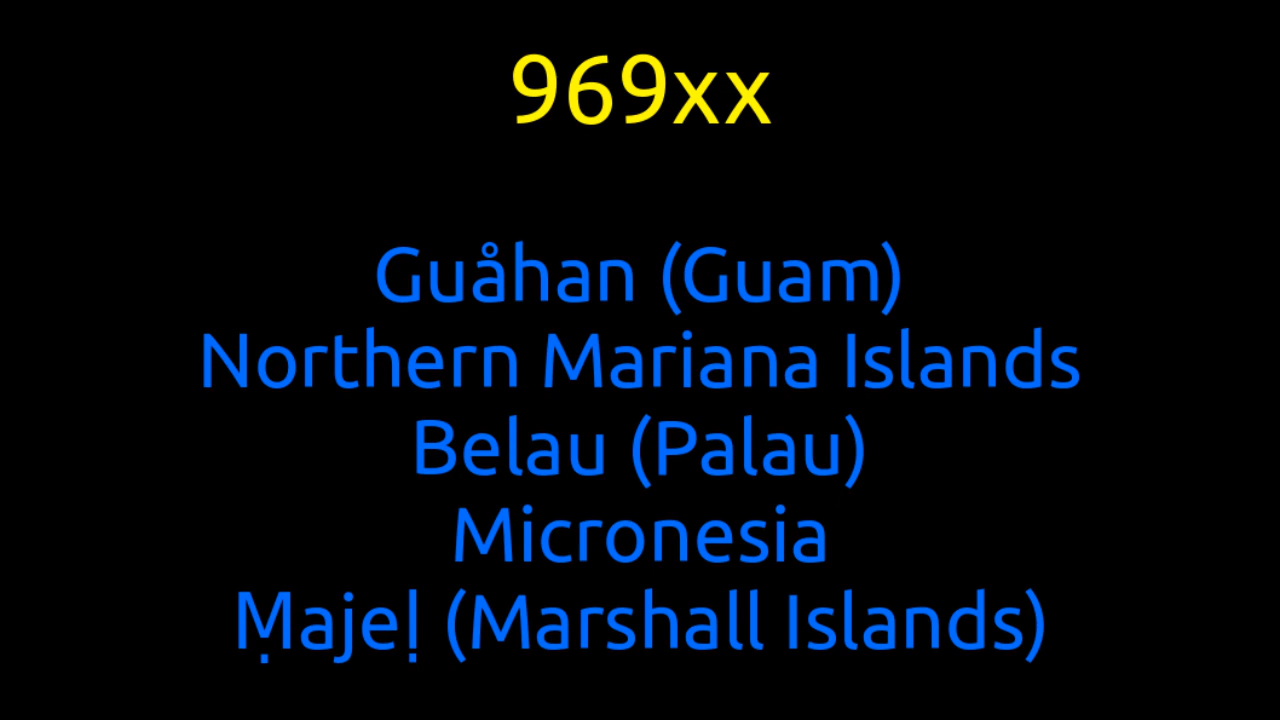 969xx
Guåhan (Guam)
Northern Mariana Islands
Belau (Palau)
Micronesia
Ṃajeḷ (Marshall Islands)